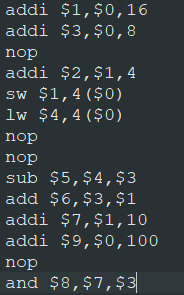 addi $1,$0,16
addi $3,$0,8
nop
addi $2,$1,4
sw $1,4($0)
lw $4,4($0)
nop
nop
sub $5,$4,$3
add $6,$3,$1
addi $7,$1,10
addi $9,$0,100
nop
and $8,$7,$3